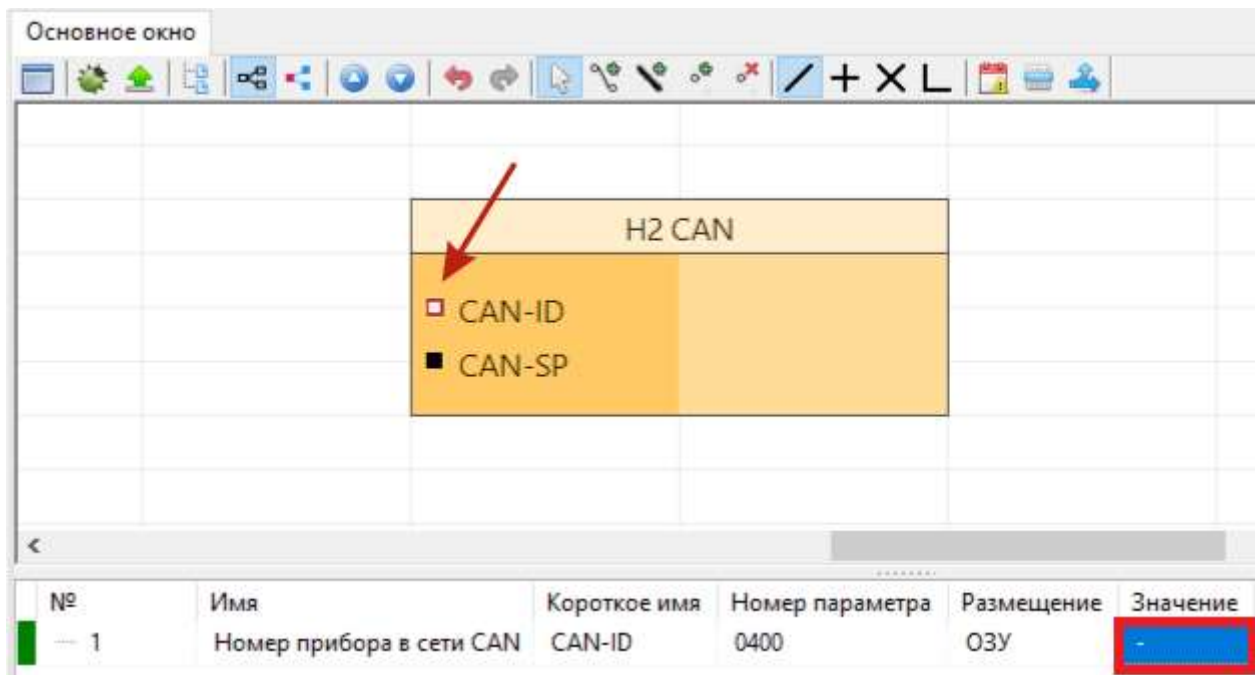 Основное окно
H2 CAN
CAN-ID
CAN-SP
№ Имя Короткое имя Номер параметра Размещение Значение
1 Номер прибора в сети CAN CAN-ID 0400 ОЗУ -